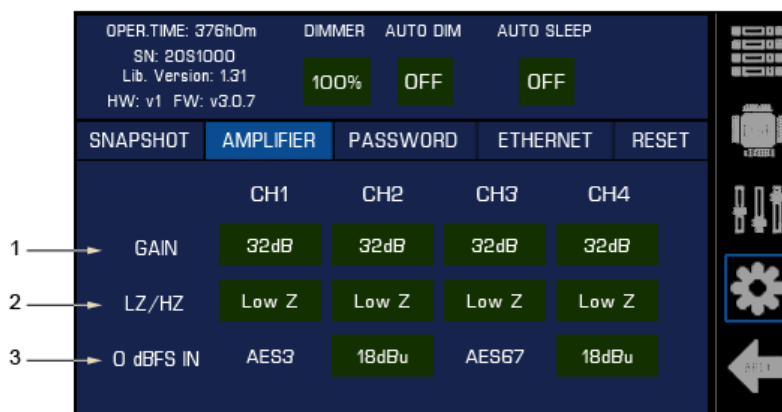 OPER.TIME: 376h0m DIMMER AUTO DIM AUTO SLEEP
SN: 20S1000
Lib. Version: 1.31
100% OFF OFF
HW: v1 FW: v3.0.7
SNAPSHOT AMPLIFIER PASSWORD ETHERNET RESET
CH1 CH2 CH3 CH4
1 GAIN 32dB 32dB 32dB 32dB
2 LZ/HZ Low Z Low Z Low Z Low Z
3 0 dBFS IN AES3 18dBu AES67 18dBu